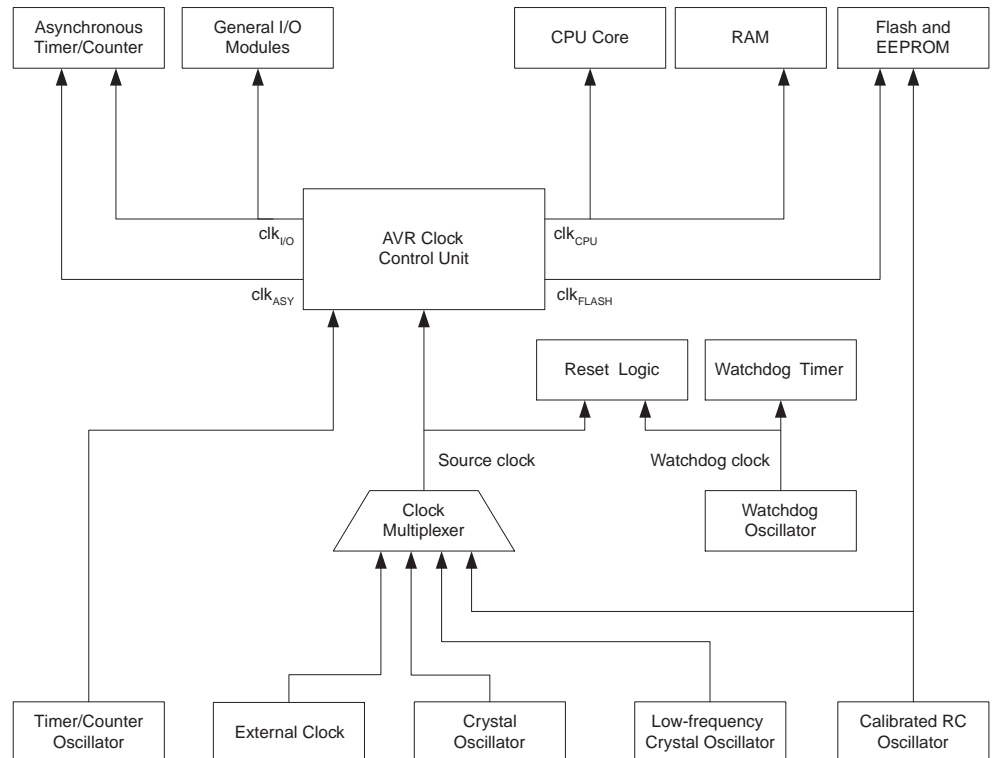 Asynchronous
Timer/Counter
General I/O
Modules
CPU Core
RAM
Flash and
EEPROM
clkI/O
AVR Clock
Control Unit
clkCPU
clkASY
clkFLASH
Reset Logic
Watchdog Timer
Source clock
Watchdog clock
Clock
Multiplexer
Watchdog
Oscillator
Timer/Counter
Oscillator
External Clock
Crystal
Oscillator
Low-frequency
Crystal Oscillator
Calibrated RC
Oscillator